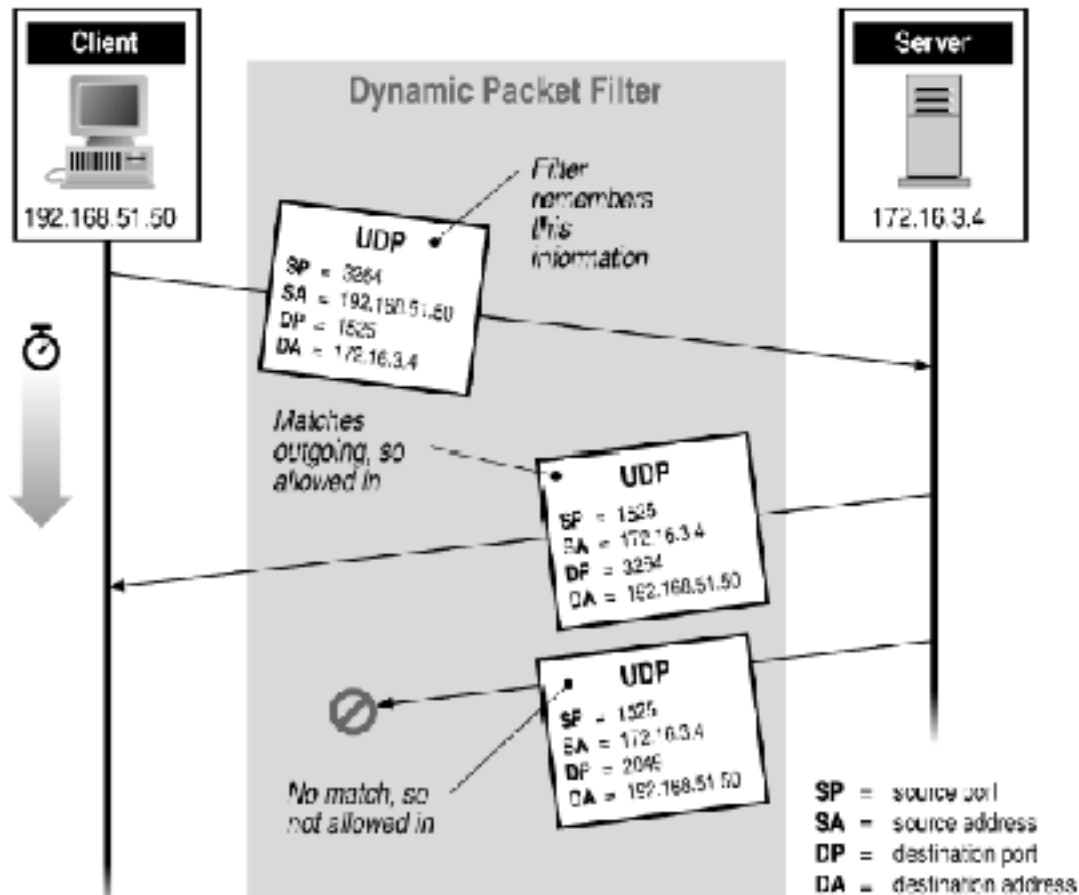 Client
192.168.51.50
Server
172.16.3.4
Dynamic Packet Filter
Filter
remembers
this
information
UDP
SP = 3264
SA = 192.168.51.50
DP = 1525
DA = 172.16.3.4
Matches
outgoing, so
allowed in
UDP
SP = 1525
SA = 172.16.3.4
DP = 3264
DA = 192.168.51.50
UDP
SP = 1525
SA = 172.16.3.4
DP = 2049
DA = 192.168.51.50
No match, so
not allowed in
SP = source port
SA = source address
DP = destination port
DA = destination address